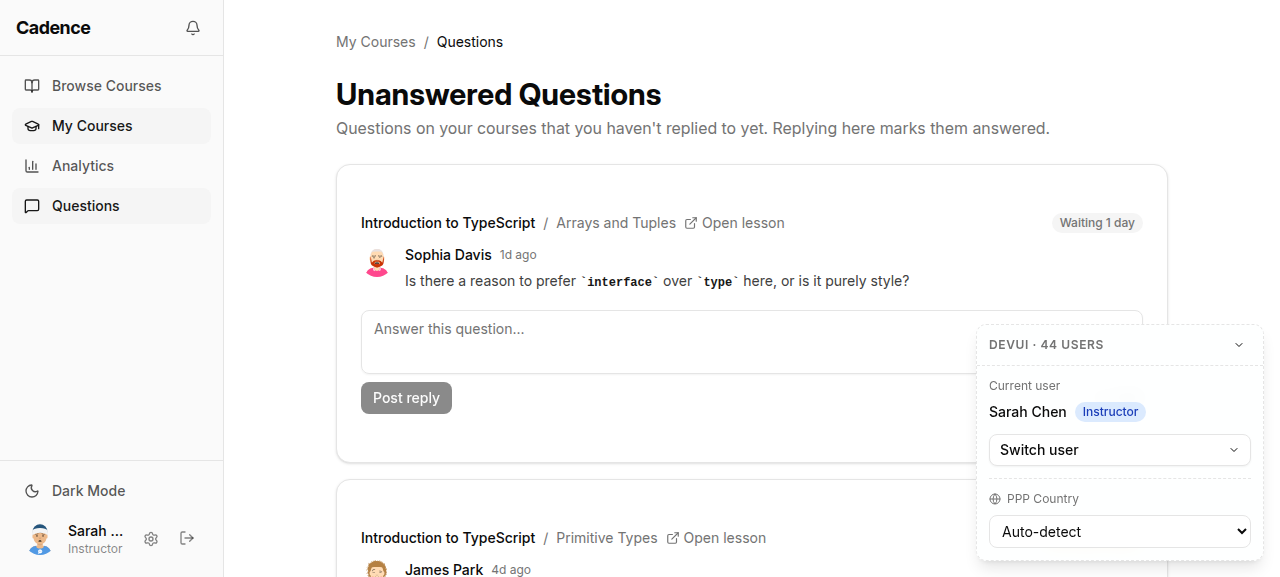 Cadence
Browse Courses
My Courses
Analytics
Questions
Dark Mode
Sarah ...
Instructor
My Courses / Questions
Unanswered Questions
Questions on your courses that you haven't replied to yet. Replying here marks them answered.
Introduction to TypeScript / Arrays and Tuples Open lesson
Waiting 1 day
Sophia Davis 1d ago
Is there a reason to prefer `interface` over `type` here, or is it purely style?
Answer this question...
Post reply
Introduction to TypeScript / Primitive Types Open lesson
James Park 4d ago
DEVUI · 44 USERS
Current user
Sarah Chen Instructor
Switch user
PPP Country
Auto-detect